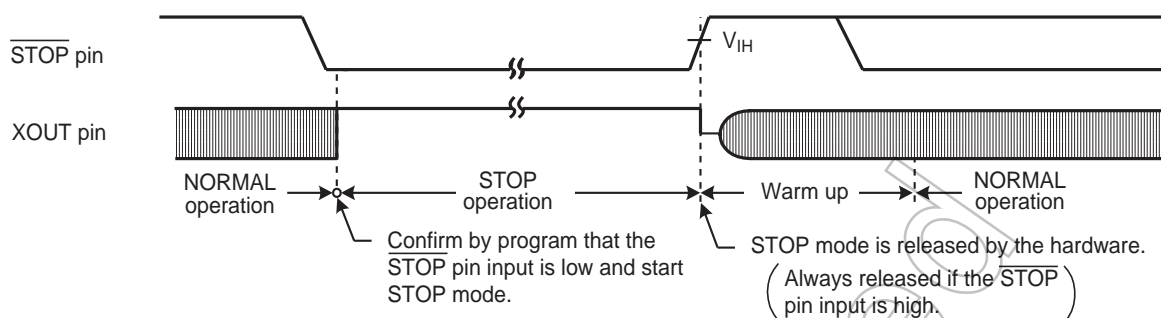 STOP pin
VIH
XOUT pin
NORMAL
operation
STOP
operation
Warm up
NORMAL
operation
Confirm by program that the
STOP pin input is low and start
STOP mode.
STOP mode is released by the hardware.
( Always released if the STOP
pin input is high. )